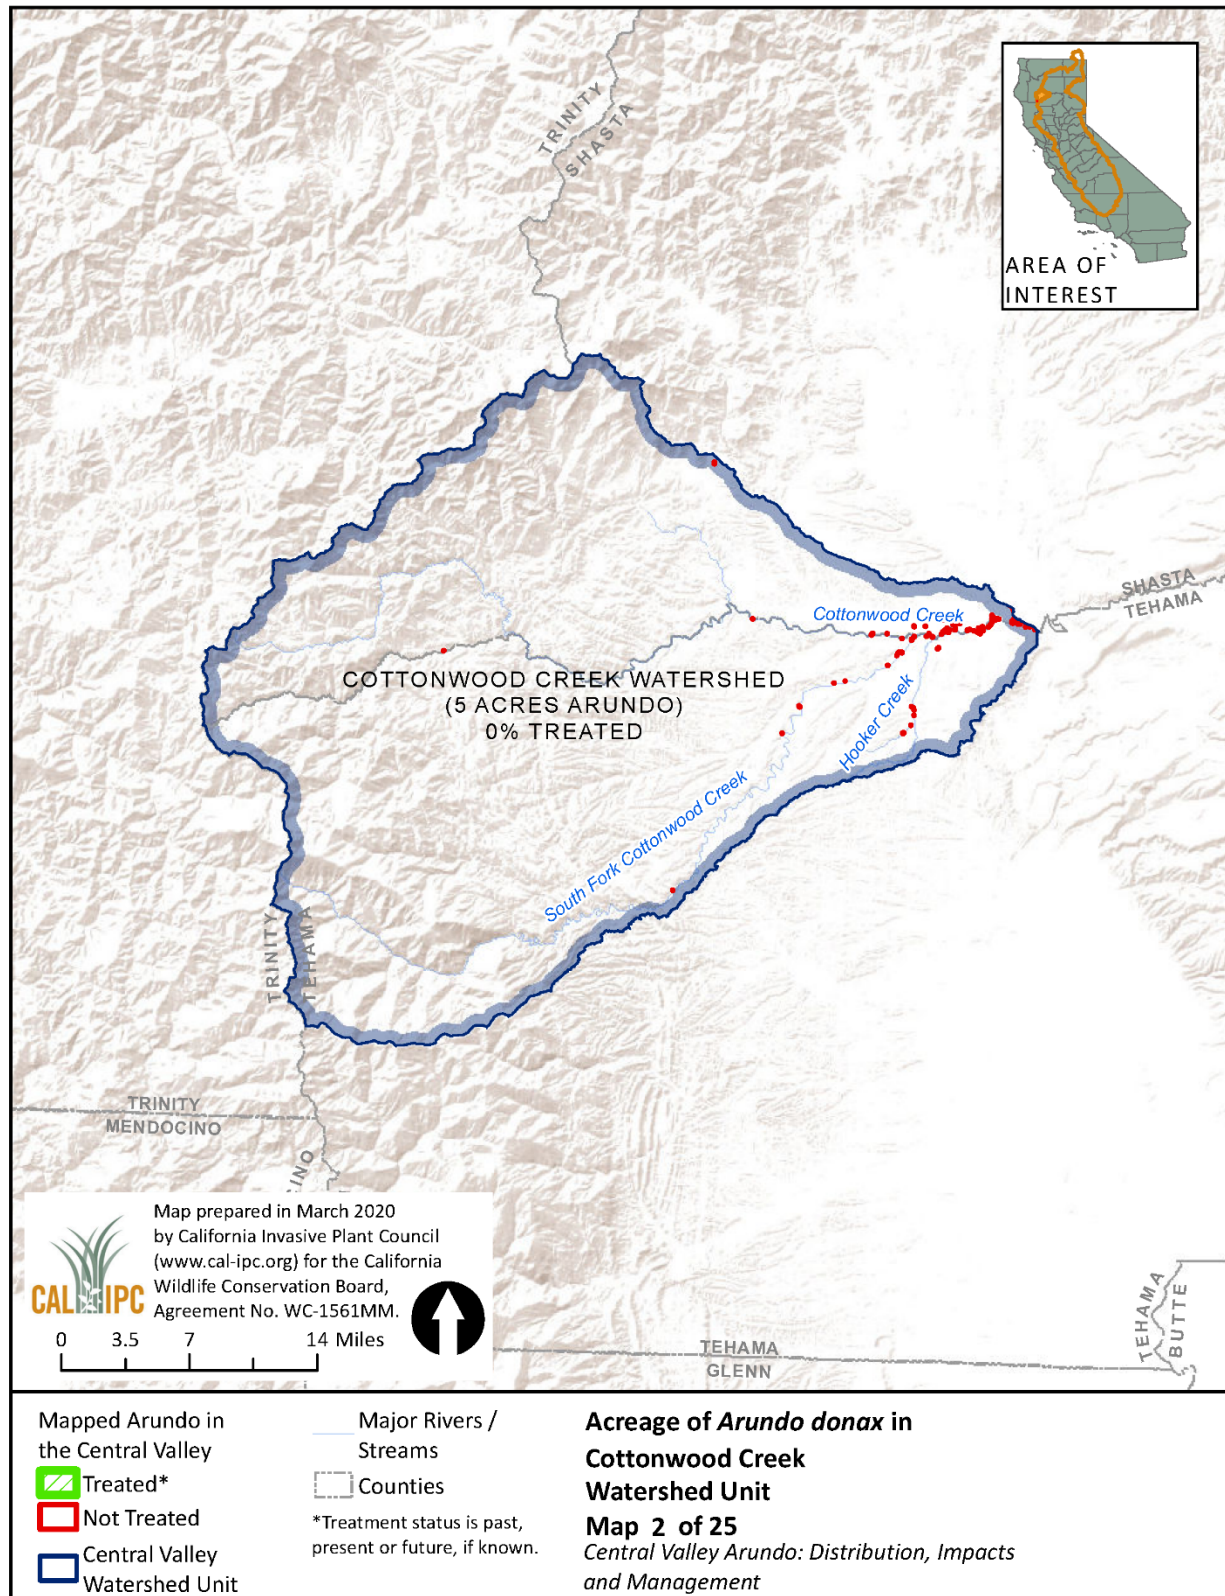 TRINITY
SHASTA
AREA OF
INTEREST
SHASTA
TEHAMA
Cottonwood Creek
COTTONWOOD CREEK WATERSHED
(5 ACRES ARUNDO)
0% TREATED
Hooker Creek
South Fork Cottonwood Creek
TRINITY
TEHAMA
TRINITY
MENDOCINO
CINO
Map prepared in March 2020
by California Invasive Plant Council
(www.cal-ipc.org) for the California
Wildlife Conservation Board,
Agreement No. WC-1561MM.
CAL IPC
0 3.5 7 14 Miles
TEHAMA
BUTTE
TEHAMA
GLENN
Mapped Arundo in
the Central Valley
Treated*
Not Treated
Central Valley
Watershed Unit
Major Rivers /
Streams
Counties
*Treatment status is past,
present or future, if known.
Acreage of Arundo donax in
Cottonwood Creek
Watershed Unit
Map 2 of 25
Central Valley Arundo: Distribution, Impacts
and Management